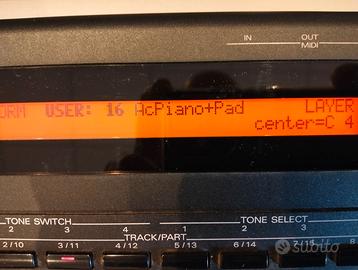 IN
OUT
MIDI
ORM USER: 16 AcPiano+Pad LAYER
center=C 4
TONE SWITCH
TONE SELECT
2 3 4 1 2 3
TRACK/PART
2/10 3/11 4/12 5/13 6/14 7/15 8
subito